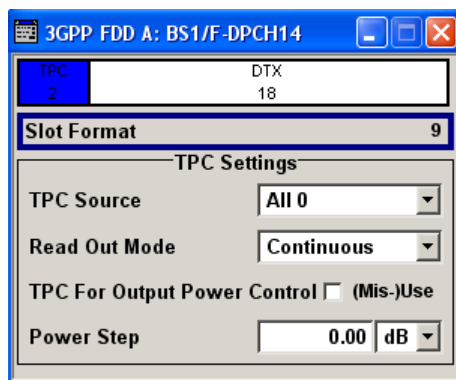 3GPP FDD A: BS1/F-DPCH14
TPC DTX
2 18
Slot Format 9
TPC Settings
TPC Source All 0
Read Out Mode Continuous
TPC For Output Power Control (Mis-)Use
Power Step 0.00 dB